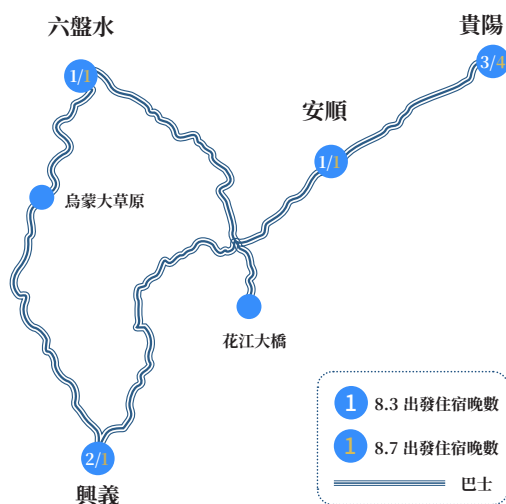 六盤水
貴陽
1/1
3/4
安順
1/1
烏蒙大草原
花江大橋
1 8.3 出發住宿晚數
1 8.7 出發住宿晚數
2/1
巴士
興義